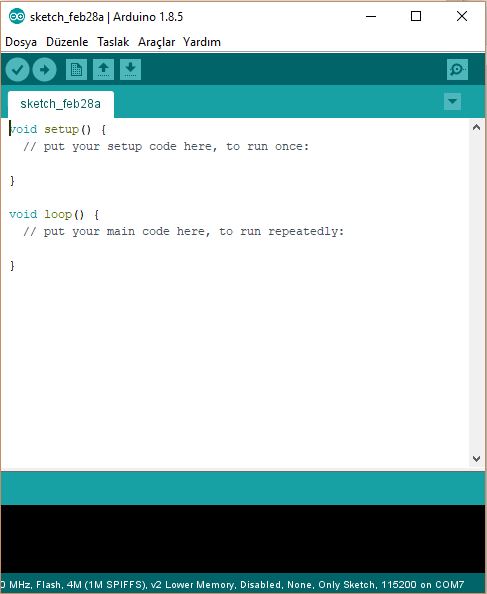 sketch_feb28a | Arduino 1.8.5
Dosya Düzenle Taslak Araçlar Yardım
sketch_feb28a
void setup() {
// put your setup code here, to run once:
}
void loop() {
// put your main code here, to run repeatedly:
}
0 MHz, Flash, 4M (1M SPIFFS), v2 Lower Memory, Disabled, None, Only Sketch, 115200 on COM7